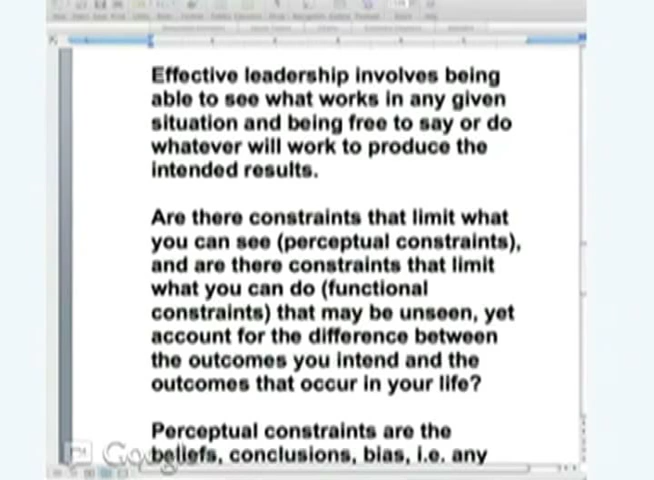 Effective leadership involves being
able to see what works in any given
situation and being free to say or do
whatever will work to produce the
intended results.
Are there constraints that limit what
you can see (perceptual constraints),
and are there constraints that limit
what you can do (functional
constraints) that may be unseen, yet
account for the difference between
the outcomes you intend and the
outcomes that occur in your life?
Perceptual constraints are the
beliefs, conclusions, bias, i.e. any
Google